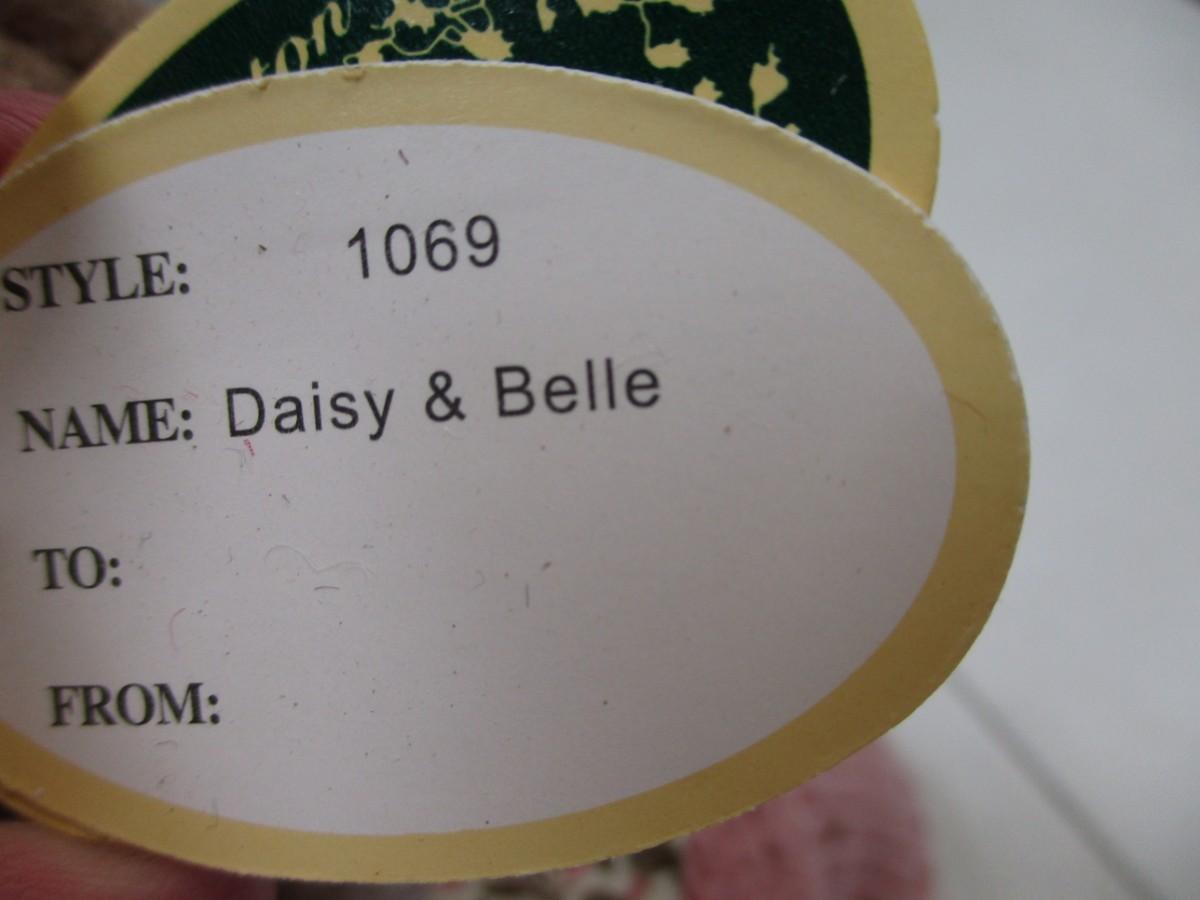 STYLE: 1069
NAME: Daisy & Belle
TO:
FROM: